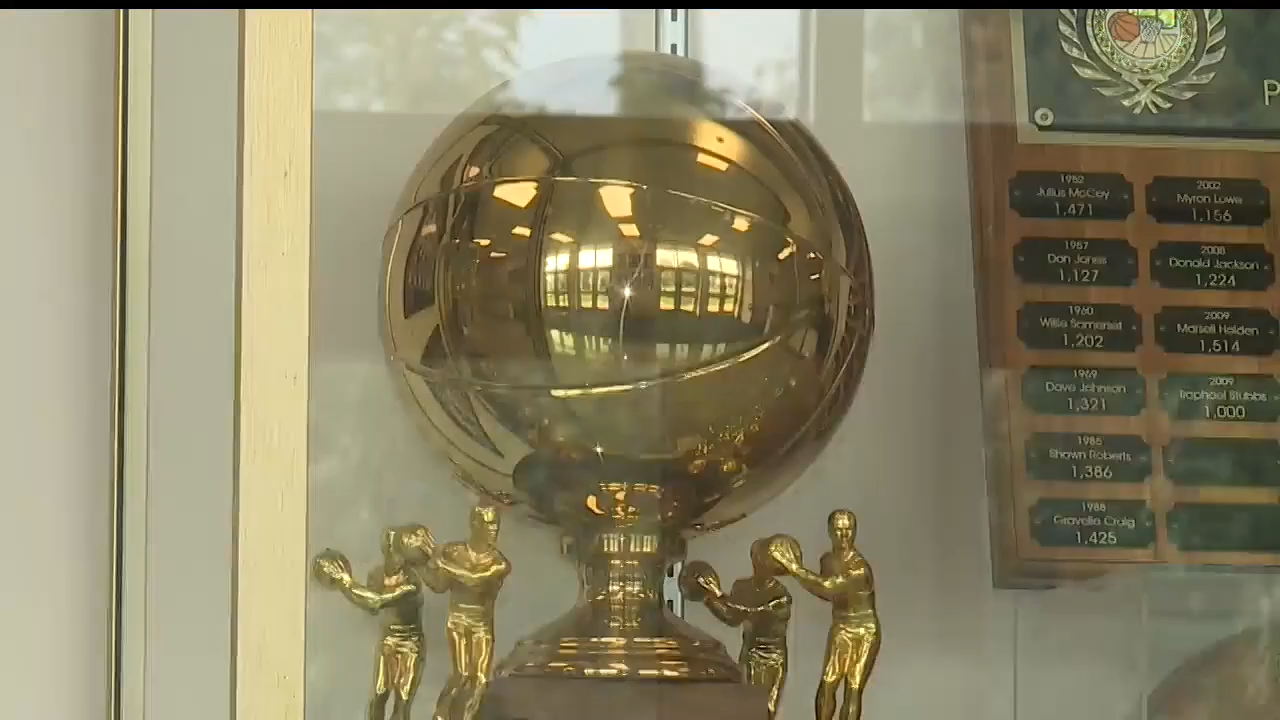 P
1952
Julius McCoy
1,471
2002
Myron Lowe
1,156
1957
Don Jones
1,127
2008
Donald Jackson
1,224
1960
Willie Somerset
1,202
2009
Marsell Holden
1,514
1969
Dave Johnson
1,321
2009
Raphael Stubbs
1,000
1985
Shawn Roberts
1,386
1988
Gravelle Craig
1,425